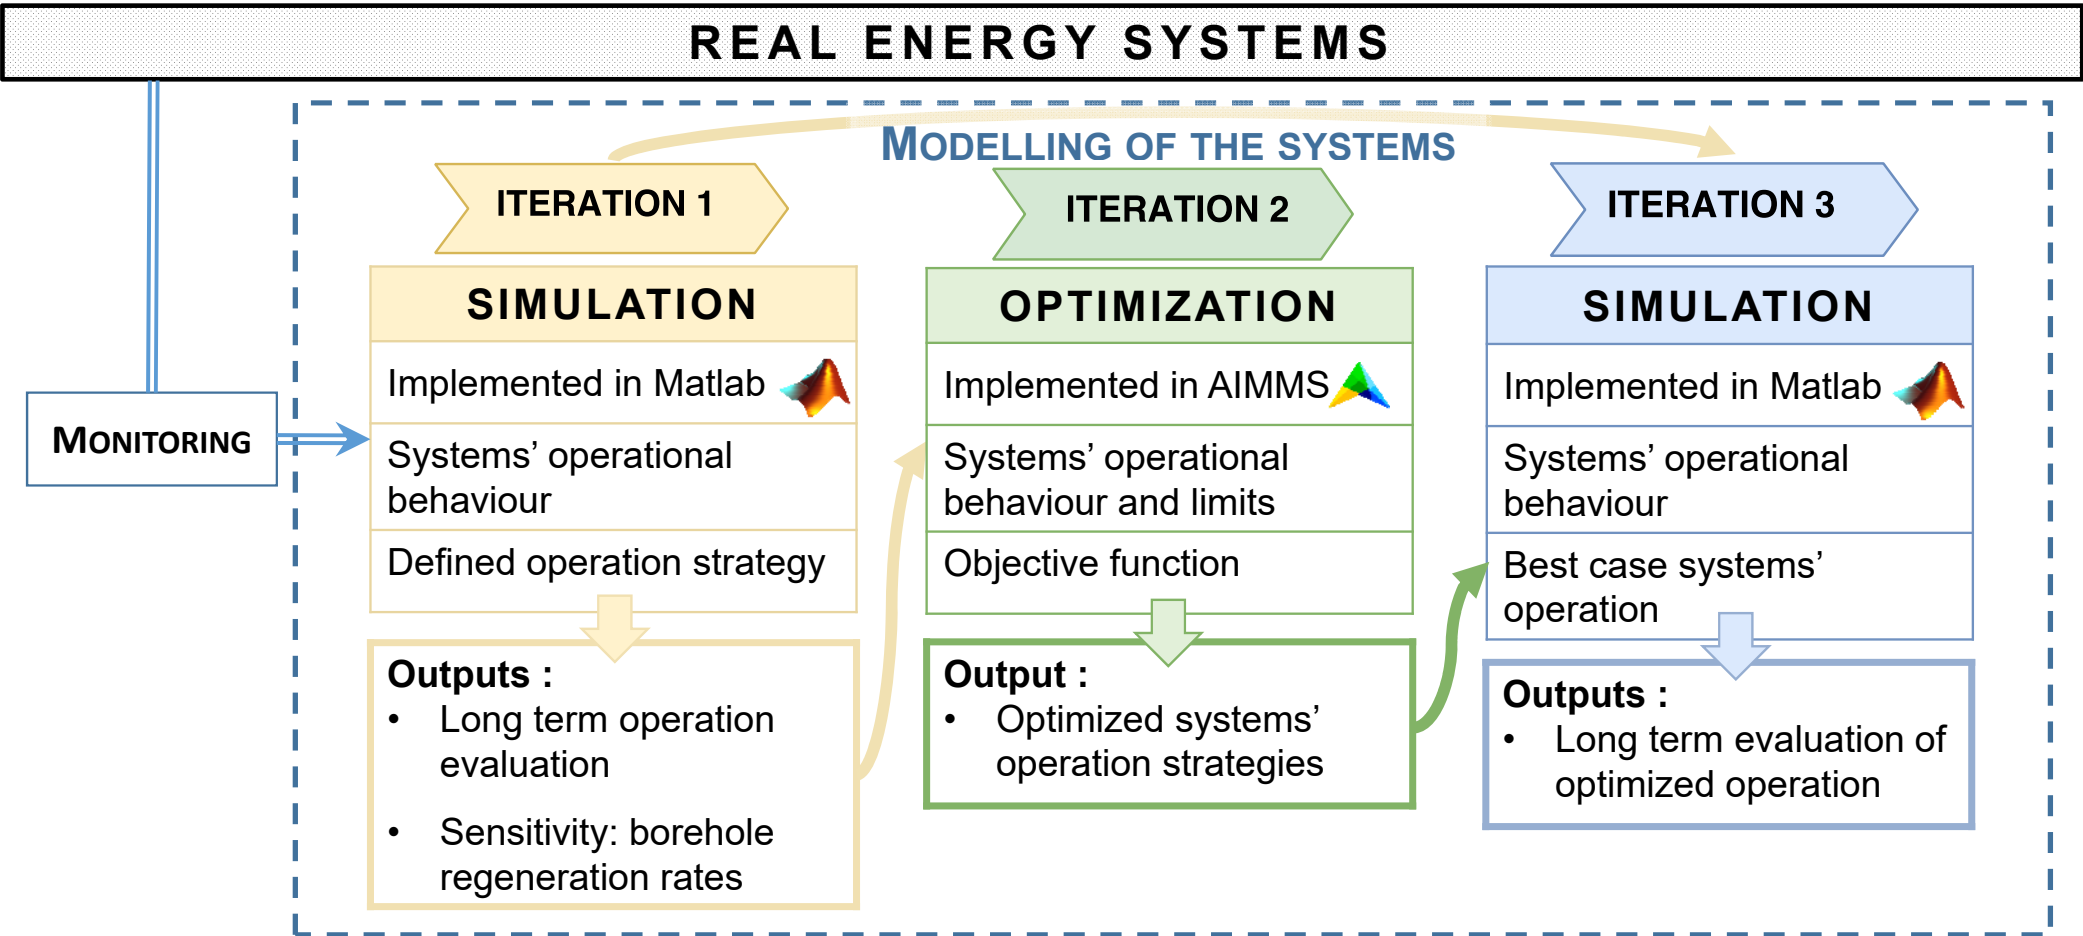 REAL ENERGY SYSTEMS
MODELLING OF THE SYSTEMS
ITERATION 1
SIMULATION
Implemented in Matlab
Systems’ operational
behaviour
Defined operation strategy
Outputs :
• Long term operation
evaluation
• Sensitivity: borehole
regeneration rates
MONITORING
ITERATION 2
OPTIMIZATION
Implemented in AIMMS
Systems’ operational
behaviour and limits
Objective function
Output :
• Optimized systems’
operation strategies
ITERATION 3
SIMULATION
Implemented in Matlab
Systems’ operational
behaviour
Best case systems’
operation
Outputs :
• Long term evaluation of
optimized operation